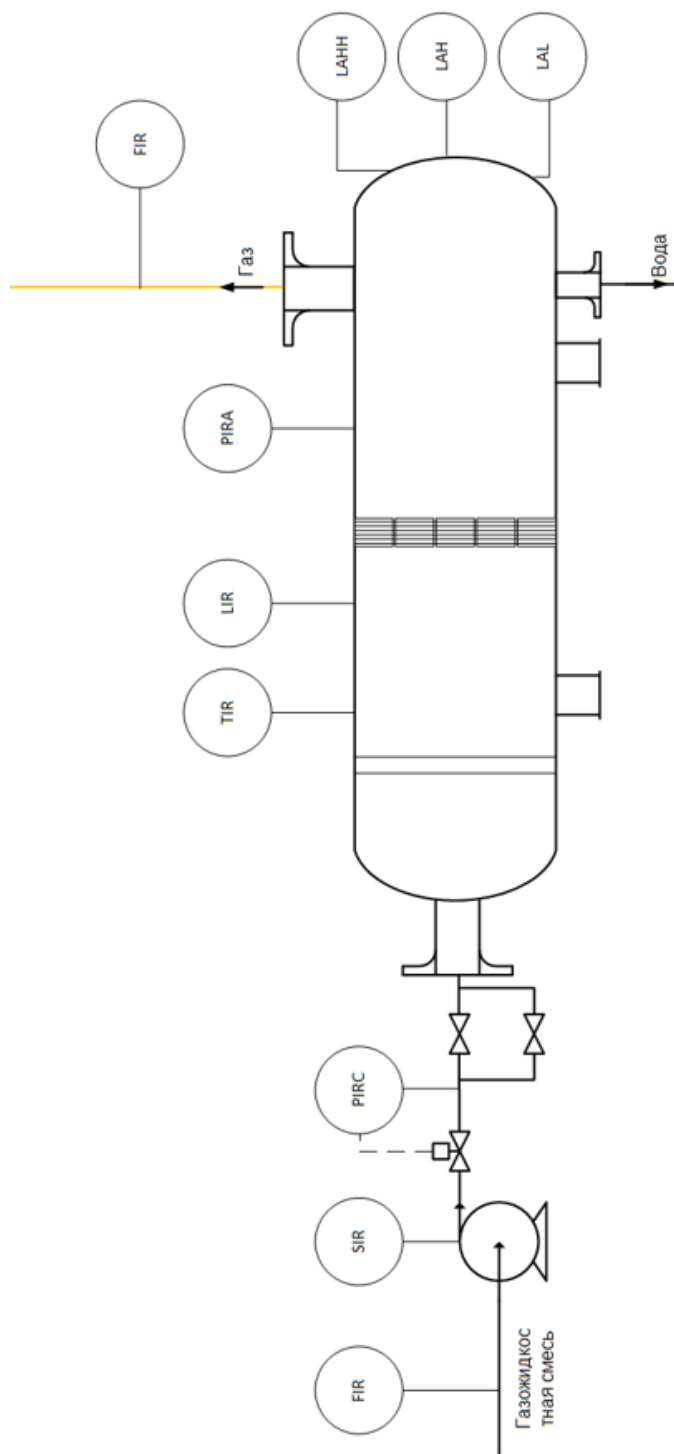 FIR
Газожидкос
тная смесь
SIR
PIRC
TIR
LIR
PIRA
FIR
Газ
Вода
LAHH
LAH
LAL